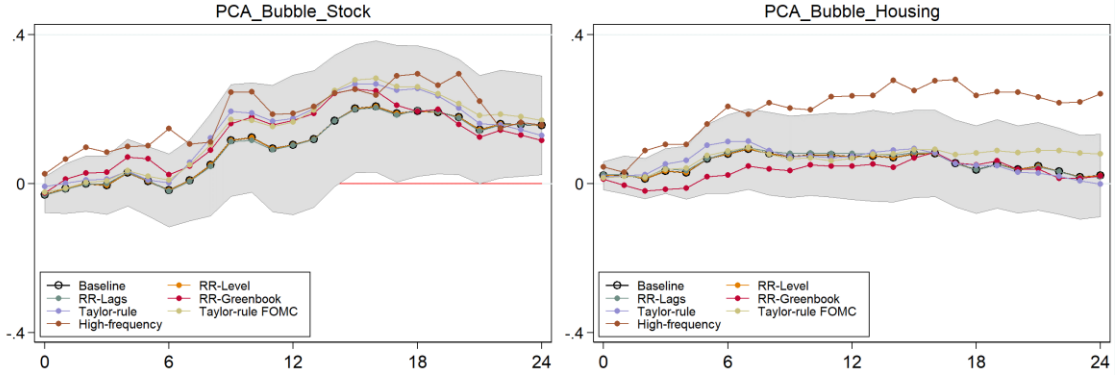 PCA_Bubble_Stock
.4
0
-.4
Baseline
RR-Level
RR-Lags
RR-Greenbook
Taylor-rule
Taylor-rule FOMC
High-frequency
0 6 12 18 24
PCA_Bubble_Housing
.4
0
-.4
Baseline
RR-Level
RR-Lags
RR-Greenbook
Taylor-rule
Taylor-rule FOMC
High-frequency
0 6 12 18 24